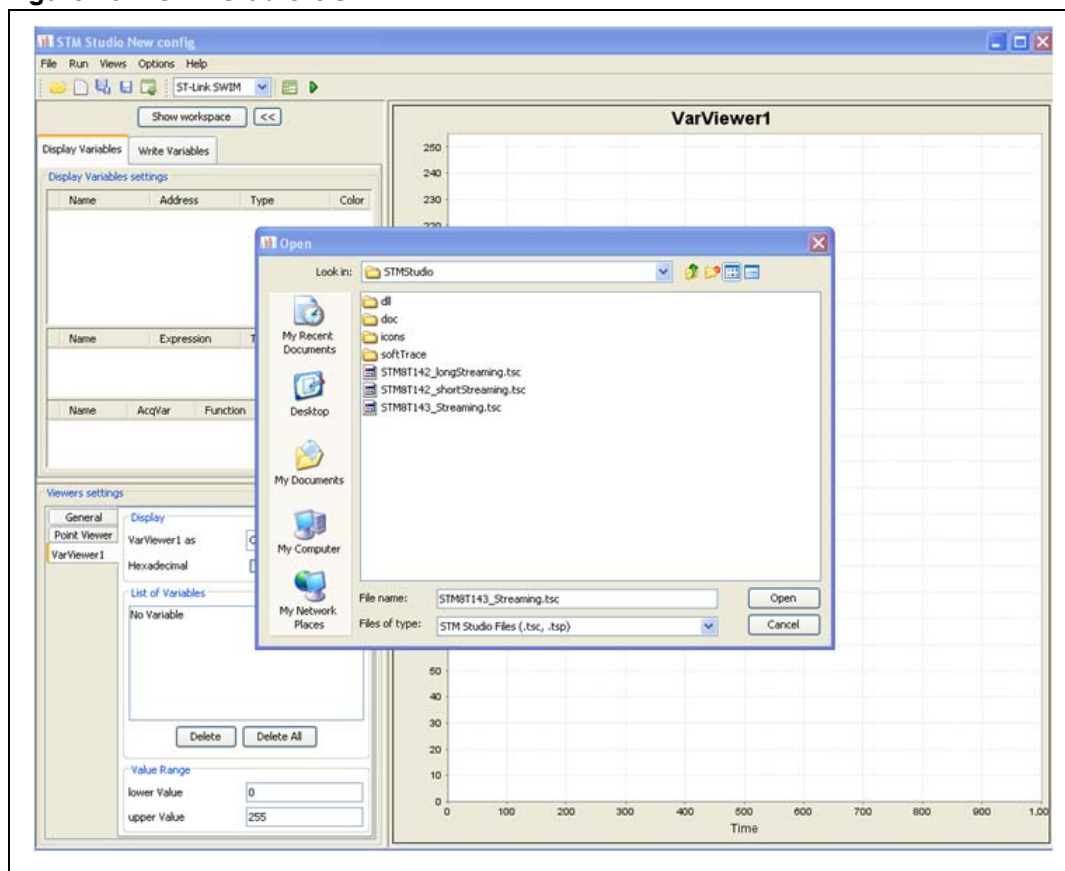 STM Studio New config
File Run Views Options Help
ST-Link SWIM
Show workspace <<
Display Variables Write Variables
Display Variables settings
Name Address Type Color
Name Expression
Name AcqVar Function
Viewers settings
General
Point Viewer
VarViewer1
Display
VarViewer1 as
Hexadecimal
List of Variables
No Variable
Delete Delete All
Value Range
lower Value 0
upper Value 255
VarViewer1
250
240
230
50
40
30
20
10
0
0 100 200 300 400 500 600 700 800 900 1,00
Time
Open
Look in: STMStudio
My Recent Documents
Desktop
My Documents
My Computer
My Network Places
dll
doc
icons
softTrace
STM8T142_longStreaming.tsc
STM8T142_shortStreaming.tsc
STM8T143_Streaming.tsc
File name: STM8T143_Streaming.tsc Open
Files of type: STM Studio Files (.tsc, .tsp) Cancel